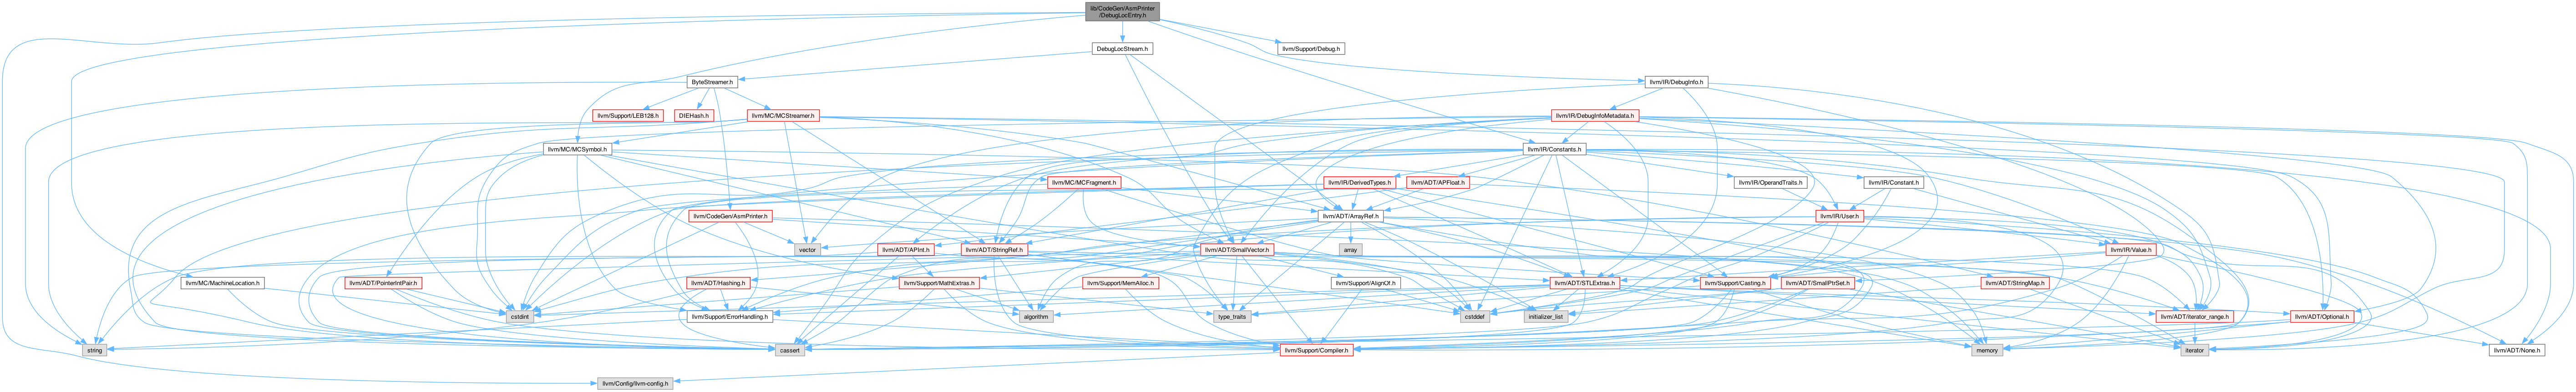 lib/CodeGen/AsmPrinter
/DebugLocEntry.h
DebugLocStream.h
llvm/Support/Debug.h
ByteStreamer.h
llvm/IR/DebugInfo.h
llvm/Support/LEB128.h
DIEHash.h
llvm/MC/MCStreamer.h
llvm/IR/DebugInfoMetadata.h
llvm/MC/MCSymbol.h
llvm/IR/Constants.h
llvm/MC/MCFragment.h
llvm/IR/DerivedTypes.h
llvm/ADT/APFloat.h
llvm/IR/OperandTraits.h
llvm/IR/Constant.h
llvm/CodeGen/AsmPrinter.h
llvm/ADT/ArrayRef.h
llvm/IR/User.h
vector
llvm/ADT/APInt.h
llvm/ADT/StringRef.h
llvm/ADT/SmallVector.h
array
llvm/IR/Value.h
llvm/MC/MachineLocation.h
llvm/ADT/PointerIntPair.h
llvm/ADT/Hashing.h
llvm/Support/MathExtras.h
llvm/Support/MemAlloc.h
llvm/Support/AlignOf.h
llvm/ADT/STLExtras.h
llvm/Support/Casting.h
llvm/ADT/SmallPtrSet.h
llvm/ADT/StringMap.h
cstdint
llvm/Support/ErrorHandling.h
algorithm
type_traits
cstddef
initializer_list
llvm/ADT/iterator_range.h
llvm/ADT/Optional.h
string
cassert
llvm/Support/Compiler.h
memory
iterator
llvm/ADT/None.h
llvm/Config/llvm-config.h